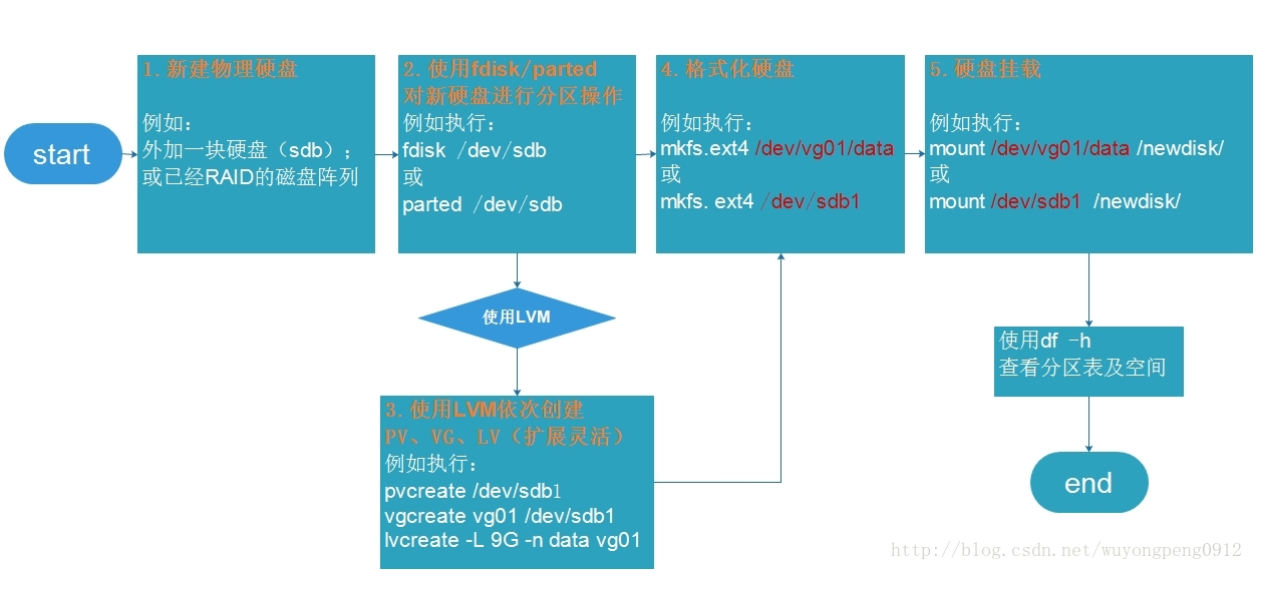 start
1.新建物理硬盘
例如：
外加一块硬盘（sdb）；
或已经RAID的磁盘阵列
2.使用fdisk/parted
对新硬盘进行分区操作
例如执行：
fdisk /dev/sdb
或
parted /dev/sdb
使用LVM
3.使用LVM依次创建
PV、VG、LV（扩展灵活）
例如执行：
pvcreate /dev/sdb1
vgcreate vg01 /dev/sdb1
lvcreate -L 9G -n data vg01
4.格式化硬盘
例如执行：
mkfs.ext4 /dev/vg01/data
或
mkfs. ext4 /dev/sdb1
5.硬盘挂载
例如执行：
mount /dev/vg01/data /newdisk/
或
mount /dev/sdb1 /newdisk/
使用df -h
查看分区表及空间
end
http://blog.csdn.net/wuyongpeng0912